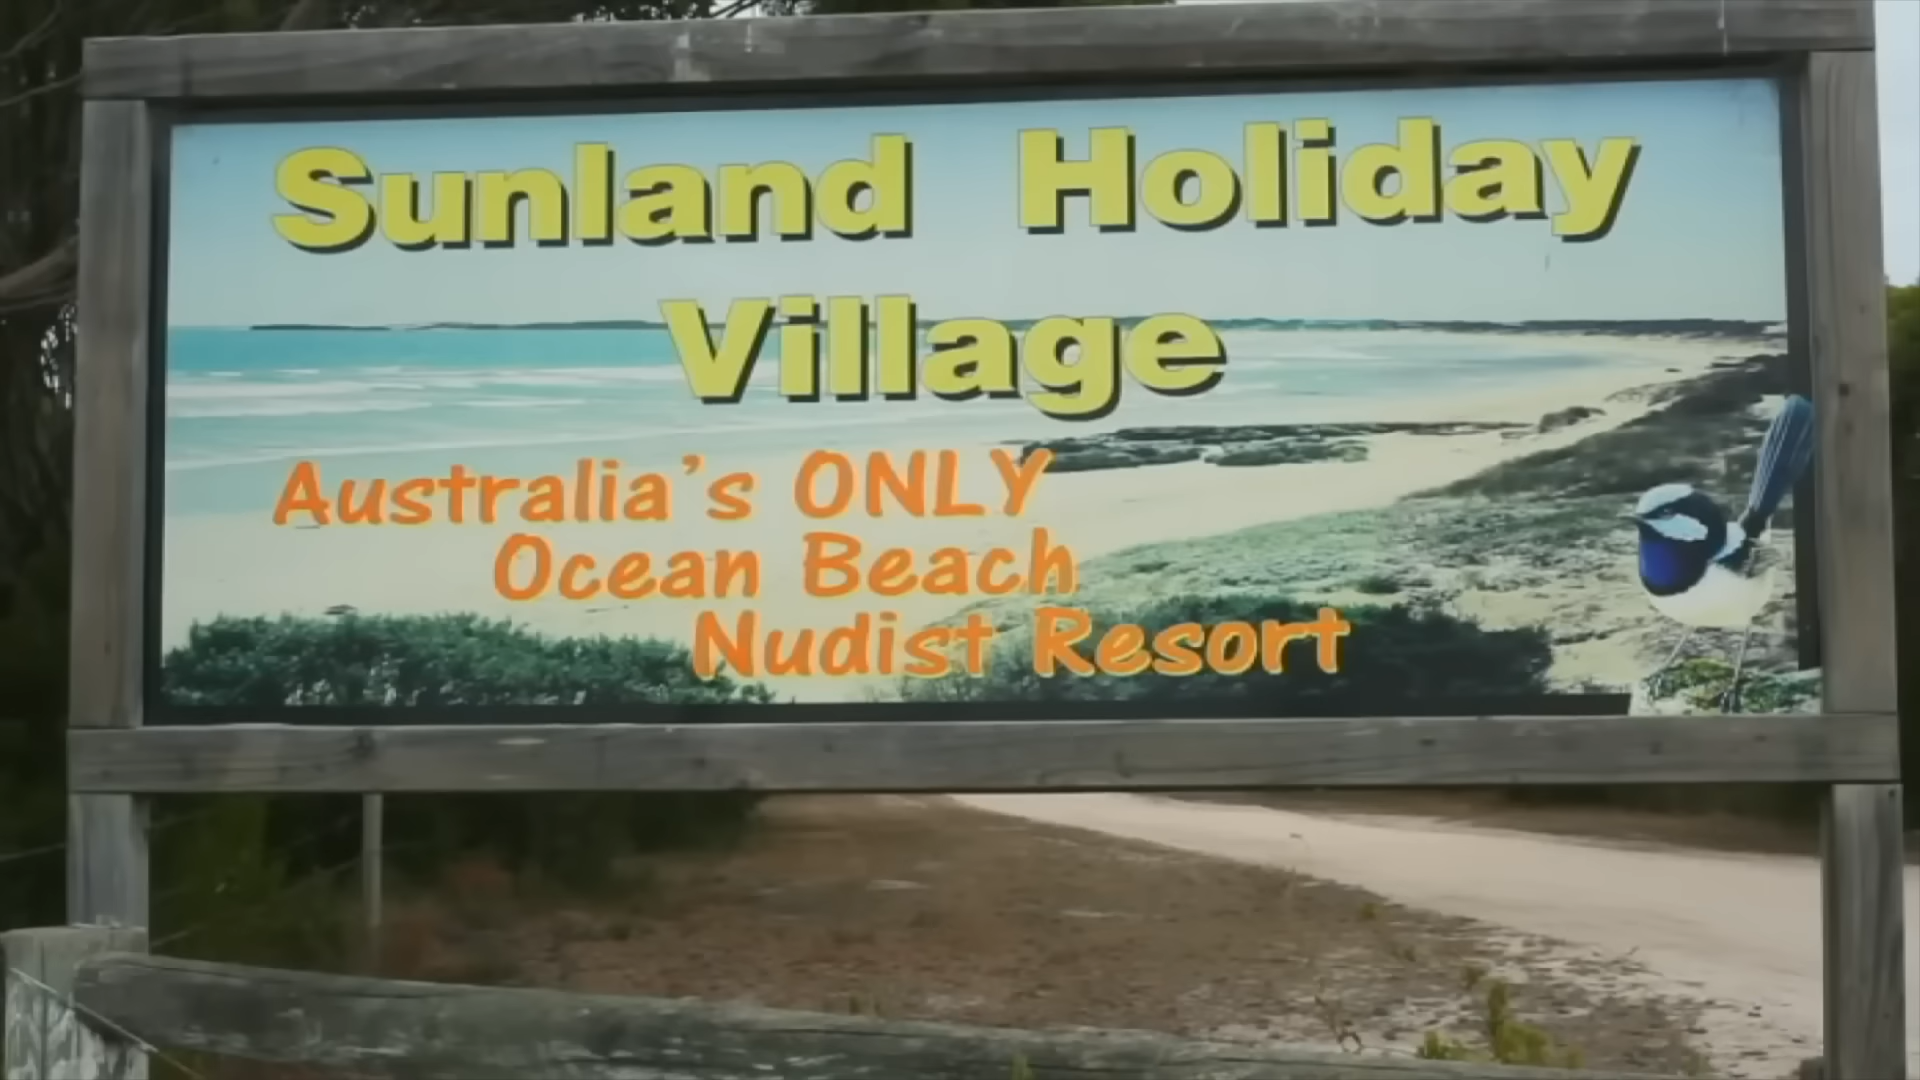 Sunland Holiday
Village
Australia's ONLY
Ocean Beach
Nudist Resort